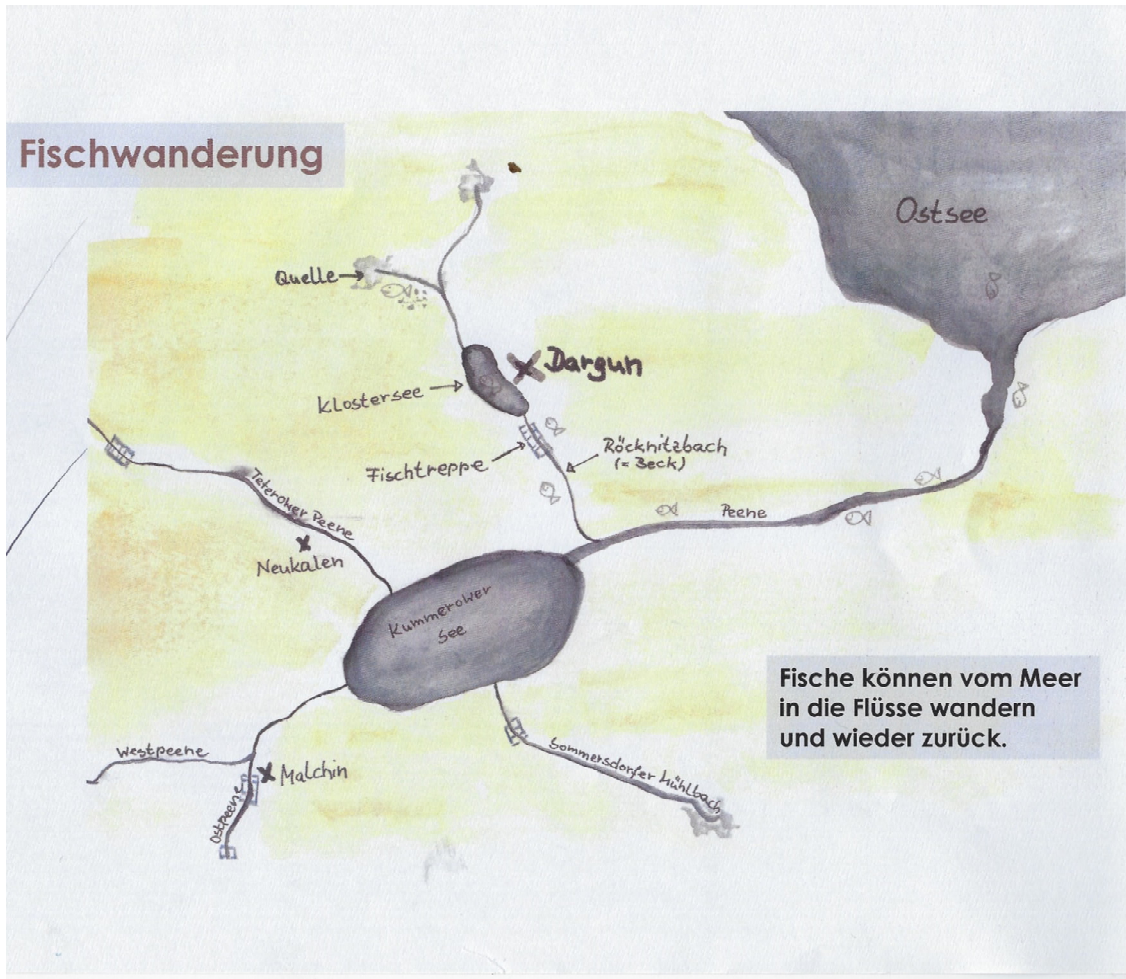 Fischwanderung
Ostsee
Quelle
Dargun
Klostersee
Fischtreppe
Röcknitzbach
(= Beck)
Teterower Peene
Peene
Neukalen
Kummerower
See
Fische können vom Meer
in die Flüsse wandern
und wieder zurück.
Westpeene
Malchin
Sommersdorfer Mühlbach
Ostpeene